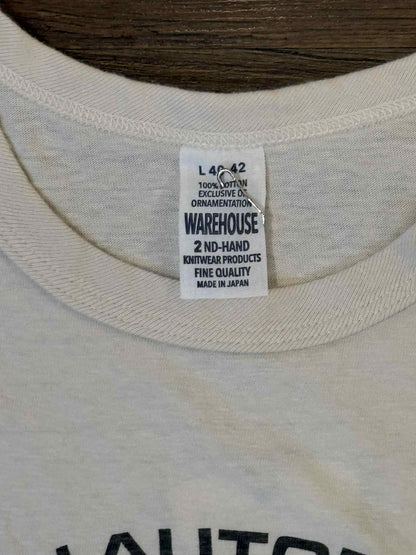 L 40-42
100% COTTON
EXCLUSIVE OF
ORNAMENTATION
WAREHOUSE
2 ND-HAND
KNITWEAR PRODUCTS
FINE QUALITY
MADE IN JAPAN